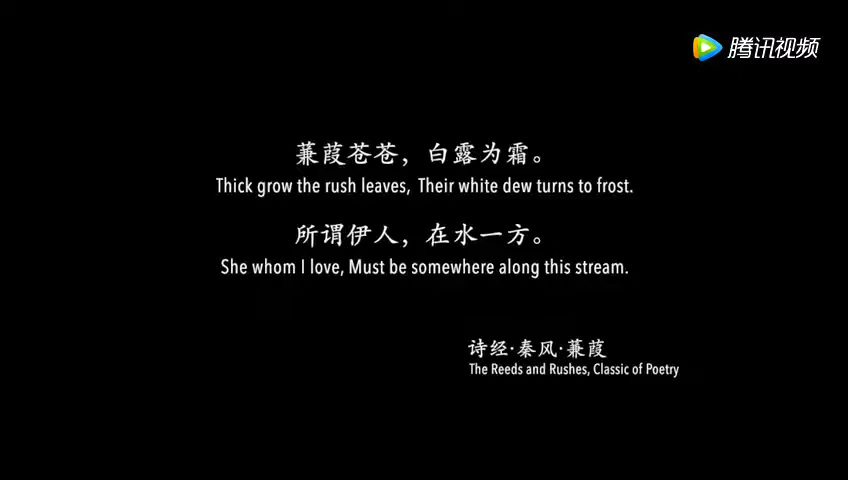 腾讯视频
蒹葭苍苍，白露为霜。
Thick grow the rush leaves, Their white dew turns to frost.
所谓伊人，在水一方。
She whom I love, Must be somewhere along this stream.
诗经·秦风·蒹葭
The Reeds and Rushes, Classic of Poetry